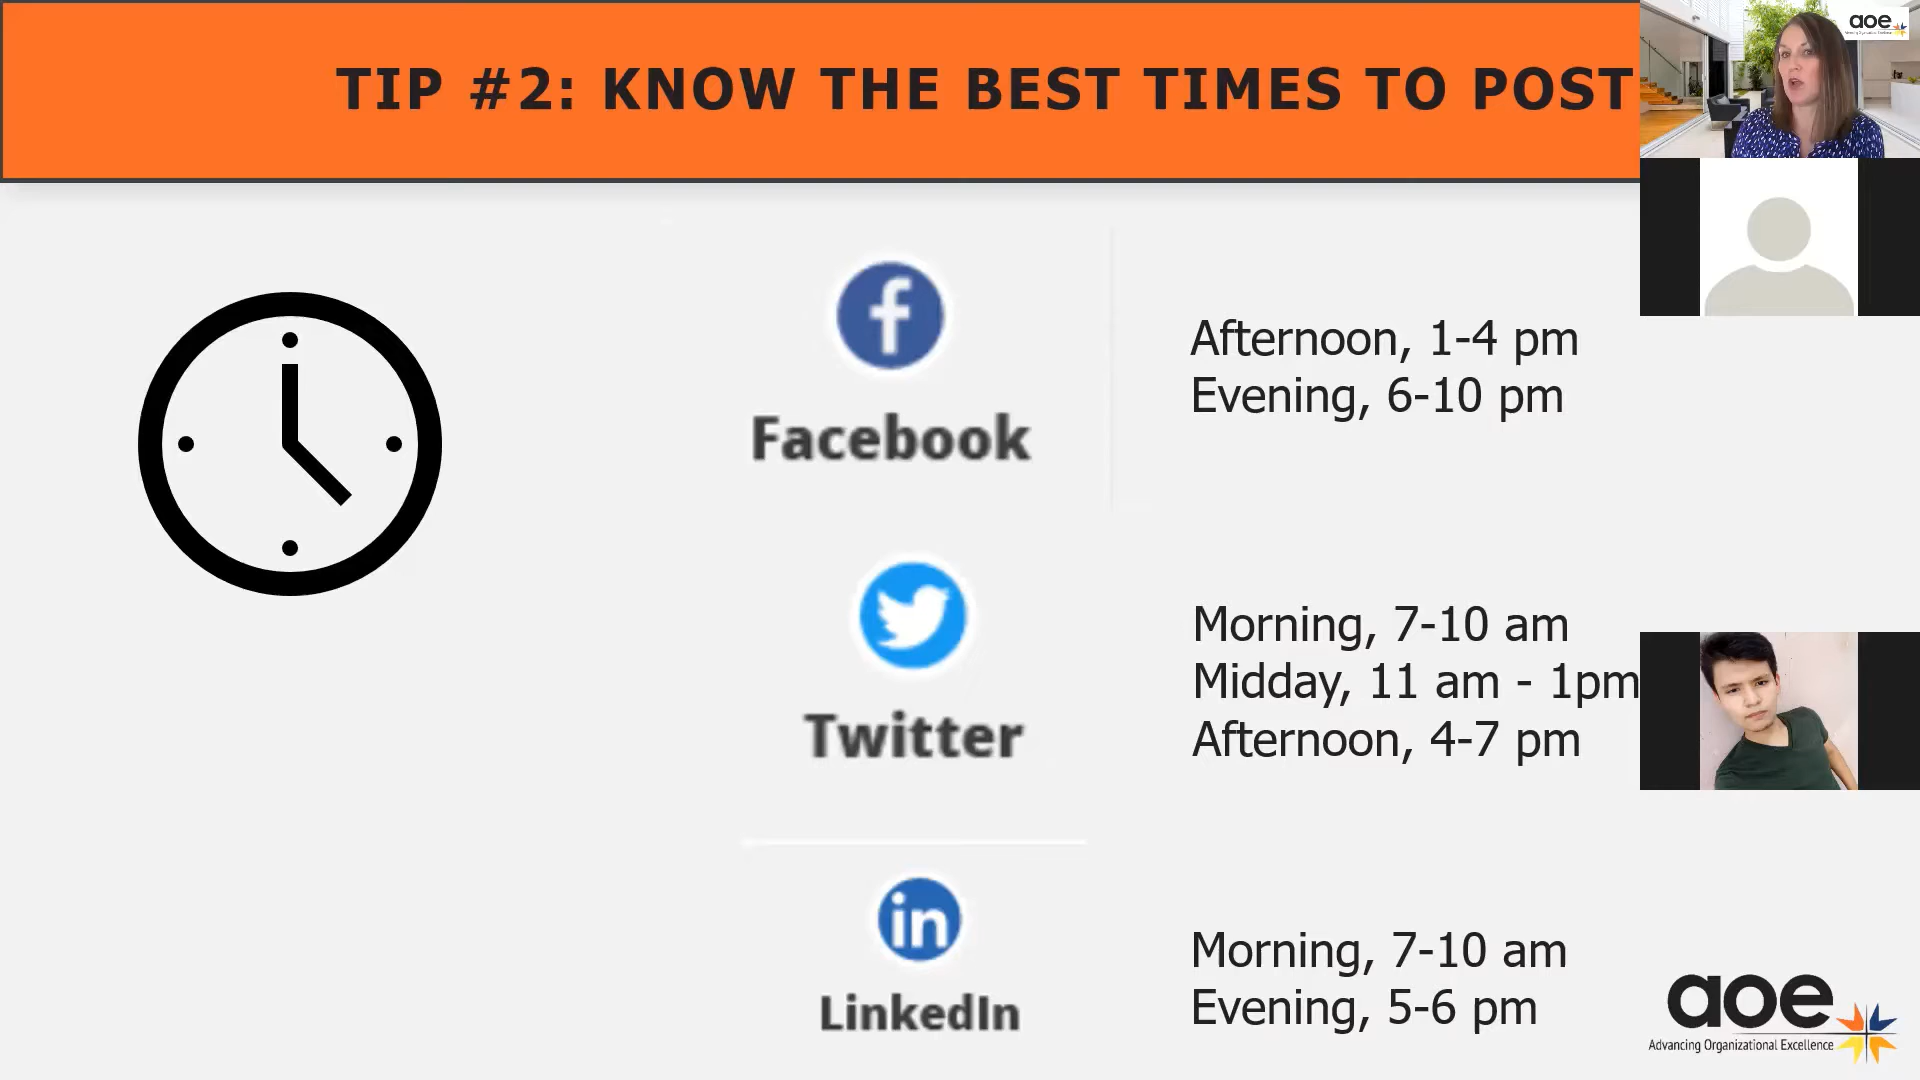 TIP #2: KNOW THE BEST TIMES TO POST
aoe
f
Facebook
Afternoon, 1-4 pm
Evening, 6-10 pm
Twitter
Morning, 7-10 am
Midday, 11 am - 1pm
Afternoon, 4-7 pm
in
LinkedIn
Morning, 7-10 am
Evening, 5-6 pm
aoe
Advancing Organizational Excellence